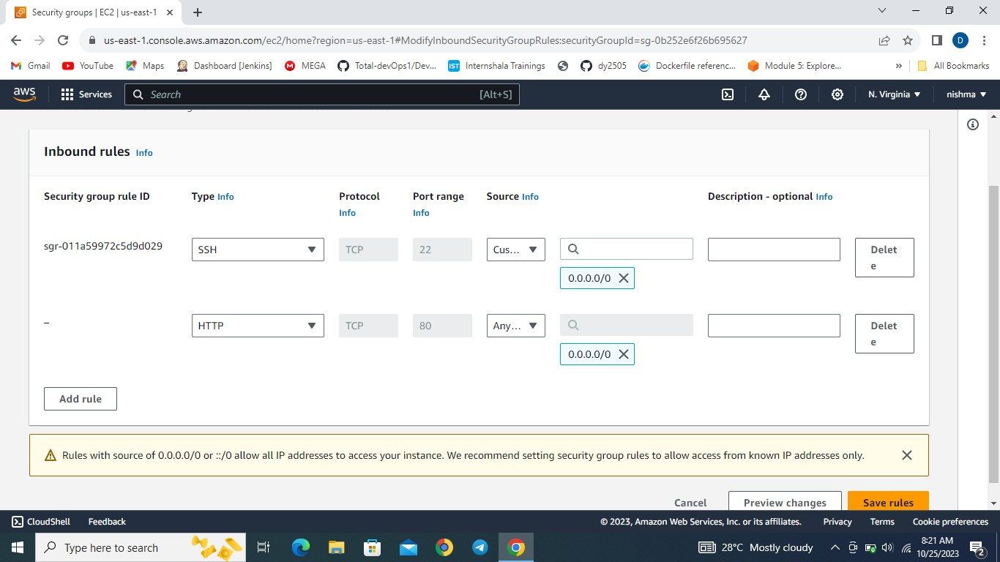 Security groups | EC2 | us-east-1
us-east-1.console.aws.amazon.com/ec2/home?region=us-east-1#ModifyInboundSecurityGroupRules:securityGroupId=sg-0b252e6f26b695627
D
Gmail YouTube Maps Dashboard [Jenkins] MEGA Total-devOps1/Dev... IST Internshala Trainings dy2505 Dockerfile referenc... Module 5: Explore... » All Bookmarks
aws Services Search [Alt+S] N. Virginia nishma
Inbound rules Info
Security group rule ID Type Info Protocol Info Port range Info Source Info Description - optional Info
sgr-011a59972c5d9d029 SSH TCP 22 Cus... Delet
e
0.0.0.0/0
– HTTP TCP 80 Any... Delet
e
0.0.0.0/0
Add rule
Rules with source of 0.0.0.0/0 or ::/0 allow all IP addresses to access your instance. We recommend setting security group rules to allow access from known IP addresses only.
Cancel Preview changes Save rules
CloudShell Feedback © 2023, Amazon Web Services, Inc. or its affiliates. Privacy Terms Cookie preferences
Type here to search 28°C Mostly cloudy 8:21 AM
10/25/2023 2